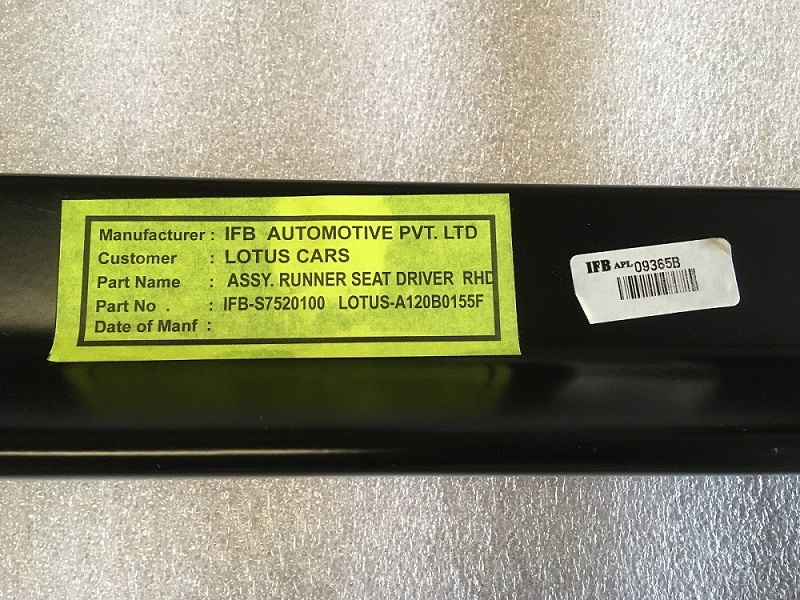 Manufacturer : IFB AUTOMOTIVE PVT. LTD
Customer : LOTUS CARS
Part Name : ASSY. RUNNER SEAT DRIVER RHD
Part No . : IFB-S7520100 LOTUS-A120B0155F
Date of Manf :
IFB APL 09365B